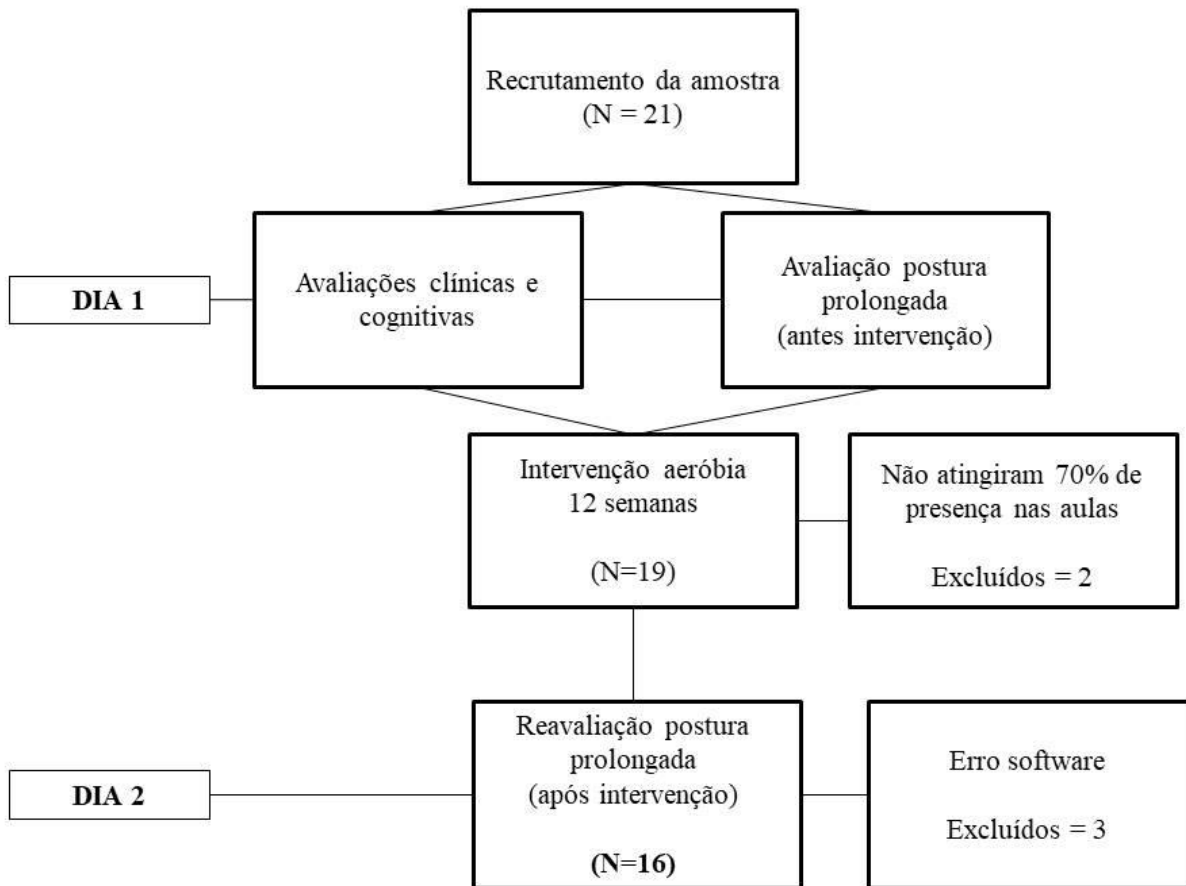 Recrutamento da amostra
(N = 21)
DIA 1
Avaliações clínicas e
cognitivas
Avaliação postura
prolongada
(antes intervenção)
Intervenção aeróbia
12 semanas
(N=19)
Não atingiram 70% de
presença nas aulas
Excluídos = 2
DIA 2
Reavaliação postura
prolongada
(após intervenção)
(N=16)
Erro software
Excluídos = 3